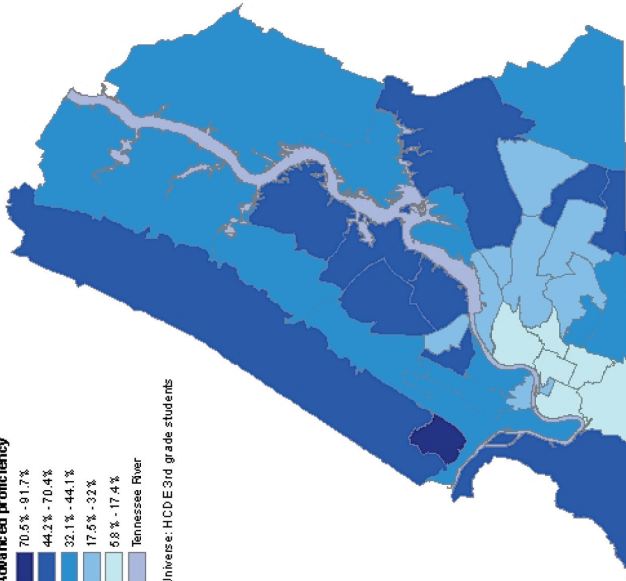 Advanced proficiency
70.5% - 91.7%
44.2% - 70.4%
32.1% - 44.1%
17.5% - 32%
5.8% - 17.4%
Tennessee River
Universe: HCDE 3rd grade students